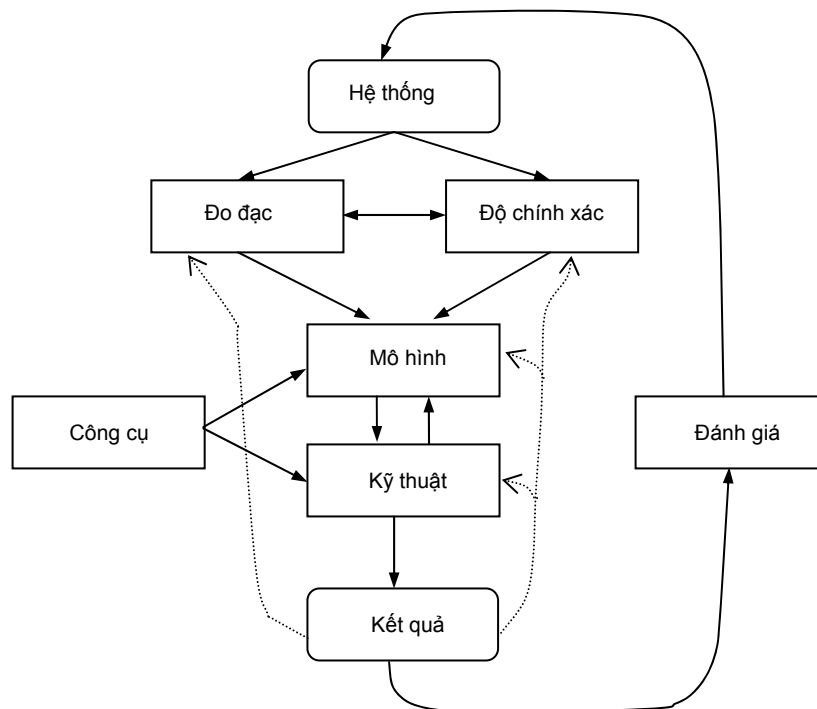 Hệ thống
Đo đạc
Độ chính xác
Mô hình
Công cụ
Đánh giá
Kỹ thuật
Kết quả